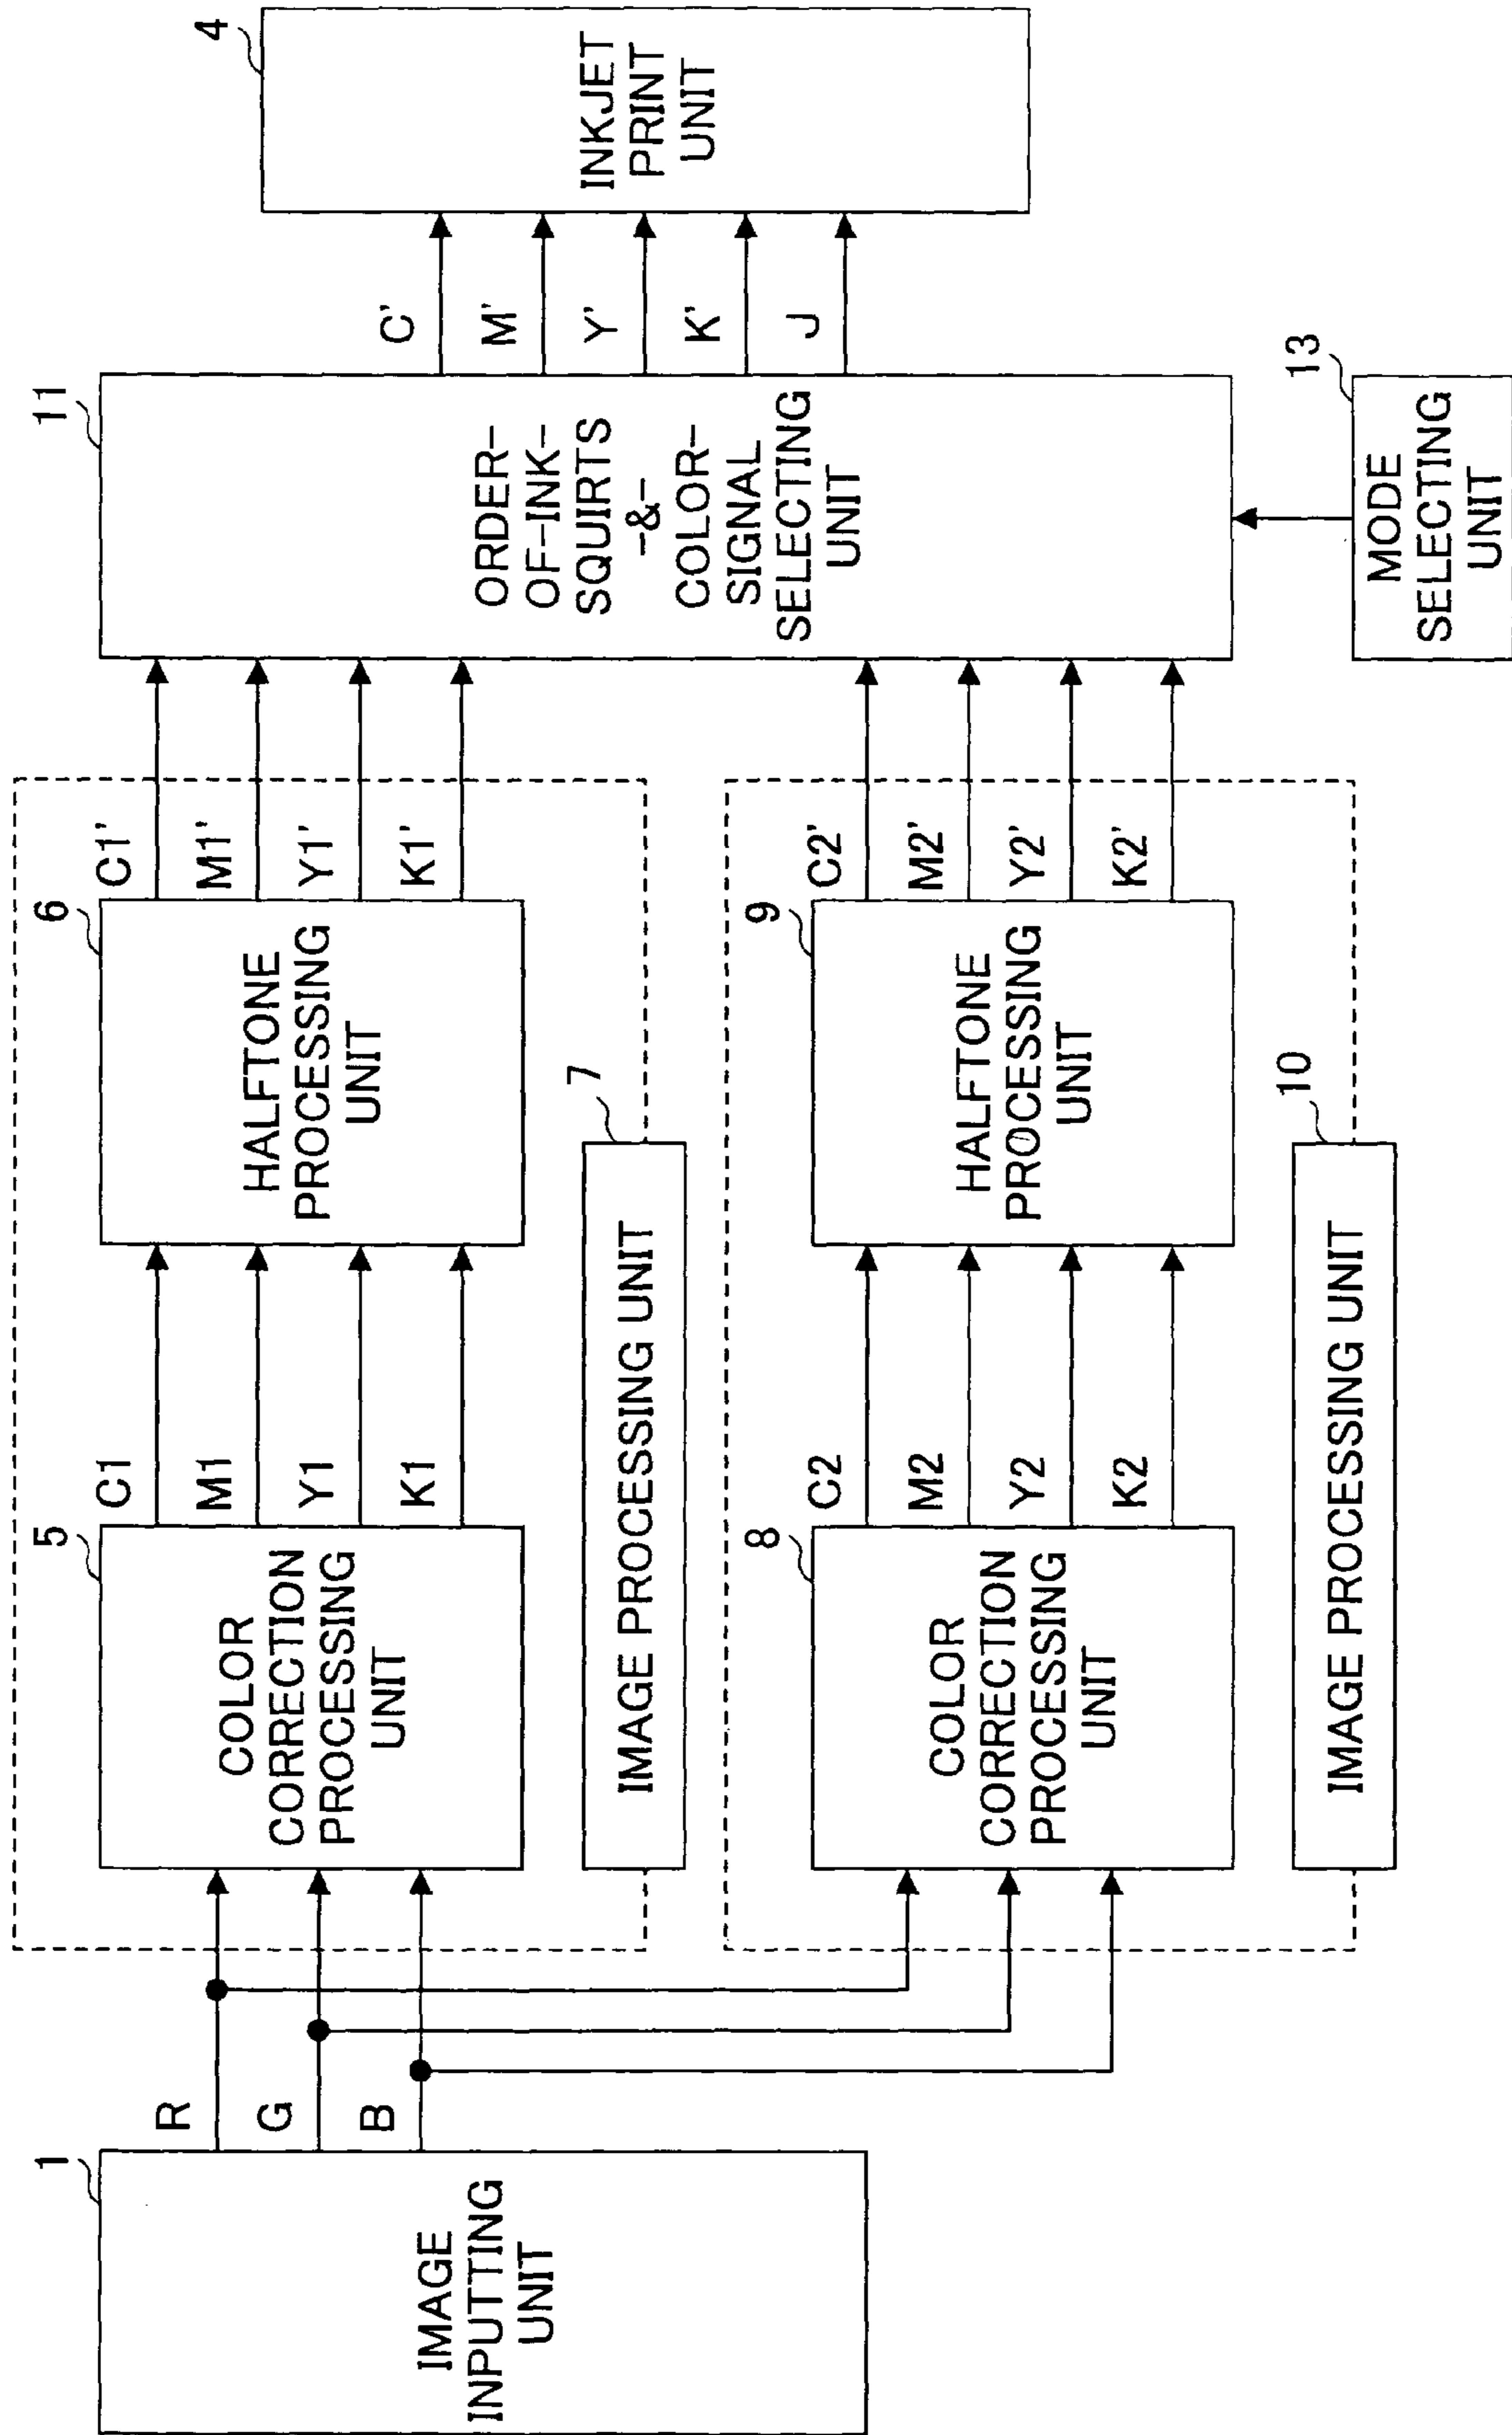 1
IMAGE
INPUTTING
UNIT
R
G
B
5
COLOR
CORRECTION
PROCESSING
UNIT
C1
M1
Y1
K1
6
HALFTONE
PROCESSING
UNIT
C1'
M1'
Y1'
K1'
7
IMAGE PROCESSING UNIT
8
COLOR
CORRECTION
PROCESSING
UNIT
C2
M2
Y2
K2
9
HALFTONE
PROCESSING
UNIT
C2'
M2'
Y2'
K2'
10
IMAGE PROCESSING UNIT
11
ORDER-
OF-INK-
SQUIRTS
-&-
COLOR-
SIGNAL
SELECTING
UNIT
13
MODE
SELECTING
UNIT
C'
M'
Y'
K'
J
4
INKJET
PRINT
UNIT